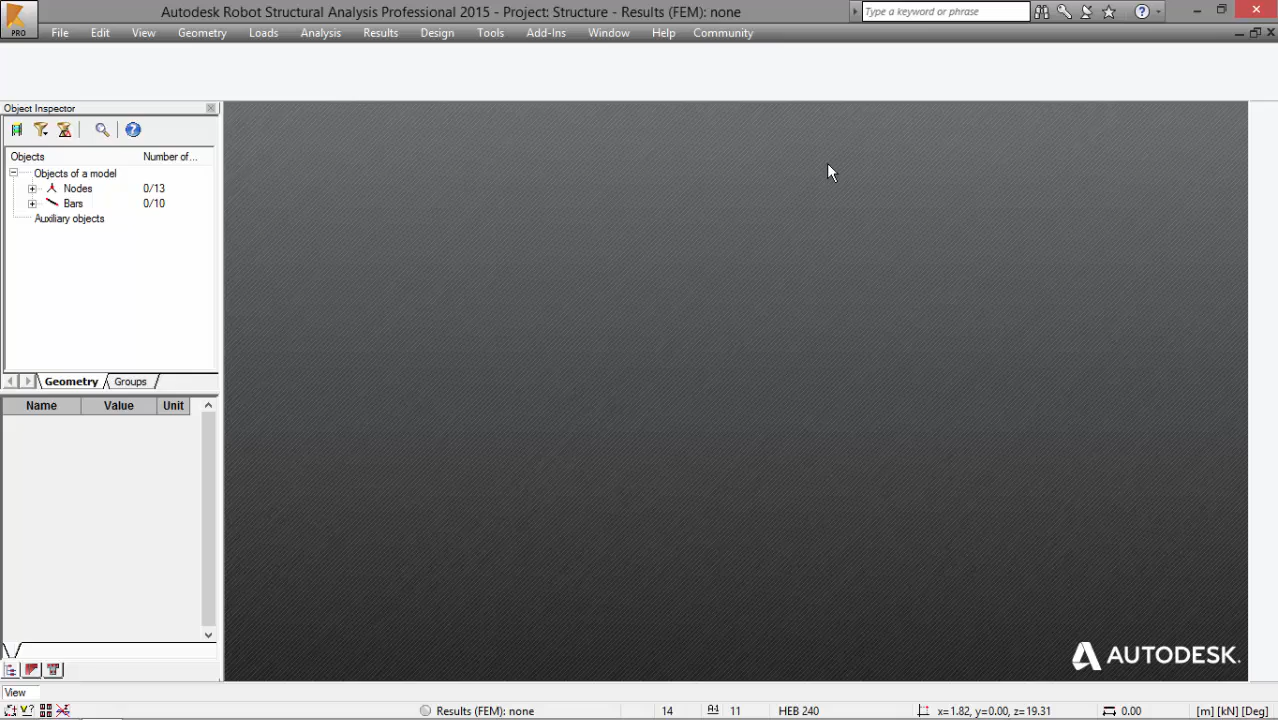 Autodesk Robot Structural Analysis Professional 2015 - Project: Structure - Results (FEM): none
Type a keyword or phrase
PRO
File Edit View Geometry Loads Analysis Results Design Tools Add-Ins Window Help Community
Object Inspector
Objects Number of...
Objects of a model
Nodes 0/13
Bars 0/10
Auxiliary objects
Geometry Groups
Name Value Unit
AUTODESK.
View
Results (FEM): none 14 11 HEB 240 x=1.82, y=0.00, z=19.31 0.00 [m] [kN] [Deg]